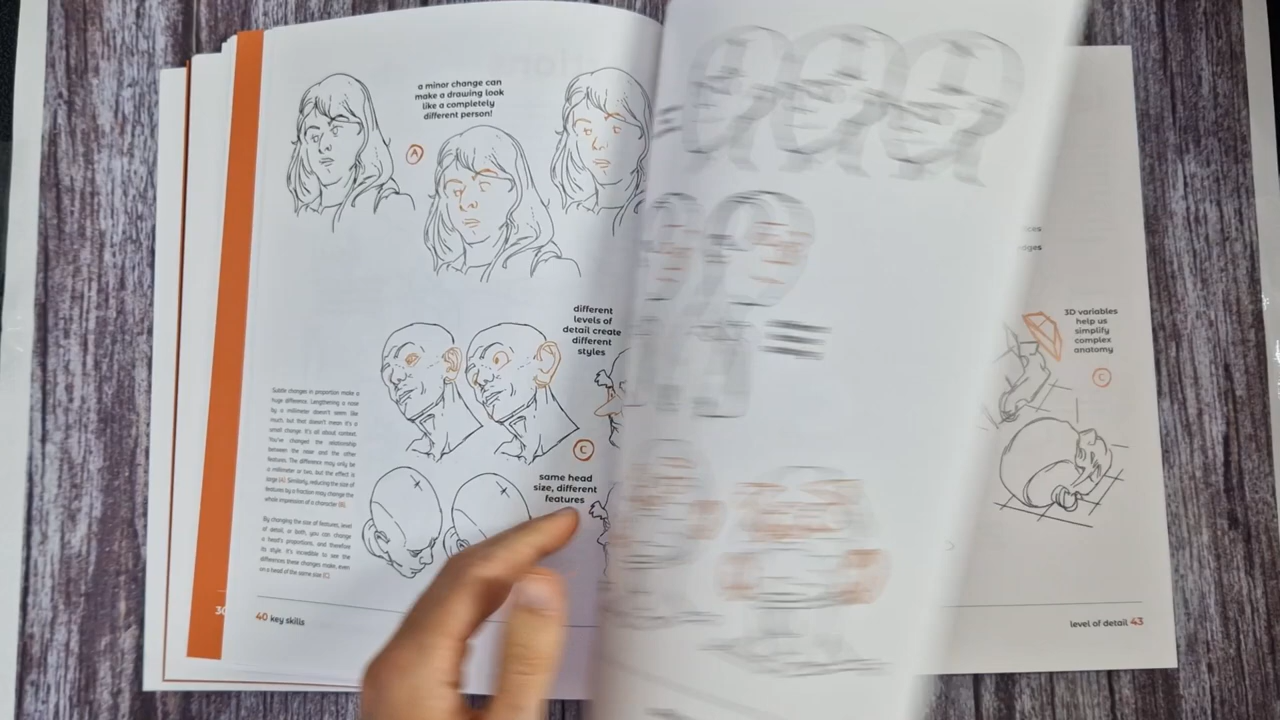 a minor change can
make a drawing look
like a completely
different person!
A
different
levels of
detail create
different
styles
C
same head
size, different
features
Subtle changes in proportion make a
huge difference. Lengthening a nose
by a millimeter doesn't seem like
much, but that doesn't mean it's a
small change. It's all about context.
You've changed the relationship
between the nose and the other
features. The difference may only be
a millimeter or two, but the effect is
large (A). Similarly, reducing the size of
features by a fraction may change the
whole impression of a character (B).
By changing the size of features, level
of detail, or both, you can change
a head's proportions, and therefore
its style. It's incredible to see the
differences these changes make, even
on a head of the same size (C).
30
40 key skills
3D variables
help us
simplify
complex
anatomy
C
level of detail 43